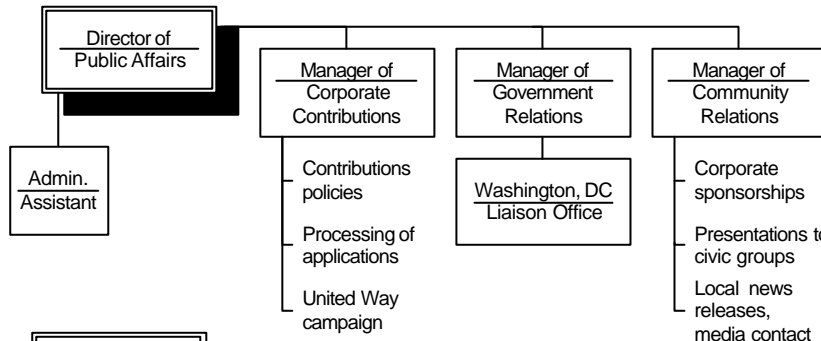 Director of
Public Affairs
Manager of
Corporate
Contributions
Manager of
Government
Relations
Manager of
Community
Relations
Admin.
Assistant
Contributions
policies
Processing of
applications
United Way
campaign
Washington, DC
Liaison Office
Corporate
sponsorships
Presentations to
civic groups
Local news
releases,
media contact